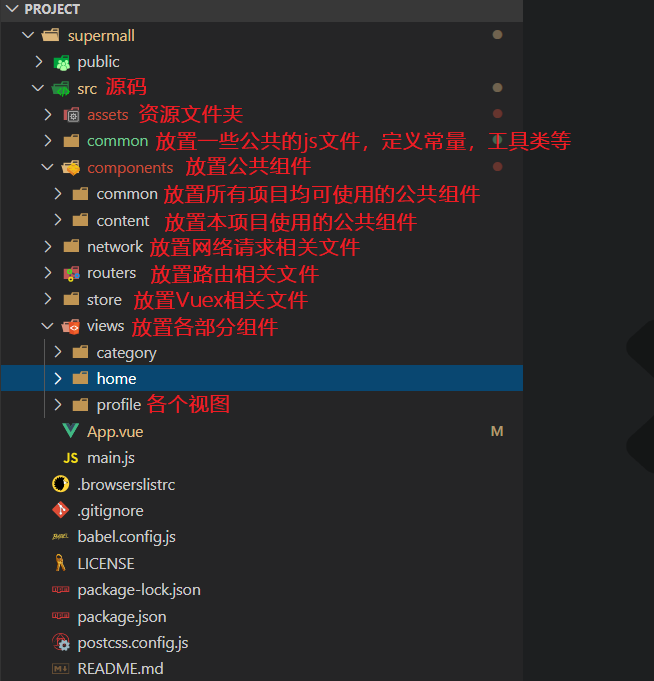 PROJECT
supermall
public
src 源码
assets 资源文件夹
common 放置一些公共的js文件，定义常量，工具类等
components 放置公共组件
common 放置所有项目均可使用的公共组件
content 放置本项目使用的公共组件
network 放置网络请求相关文件
routers 放置路由相关文件
store 放置Vuex相关文件
views 放置各部分组件
category
home
profile 各个视图
App.vue M
JS main.js
.browserslistrc
.gitignore
BABEL babel.config.js
LICENSE
package-lock.json
package.json
postcss.config.js
README.md